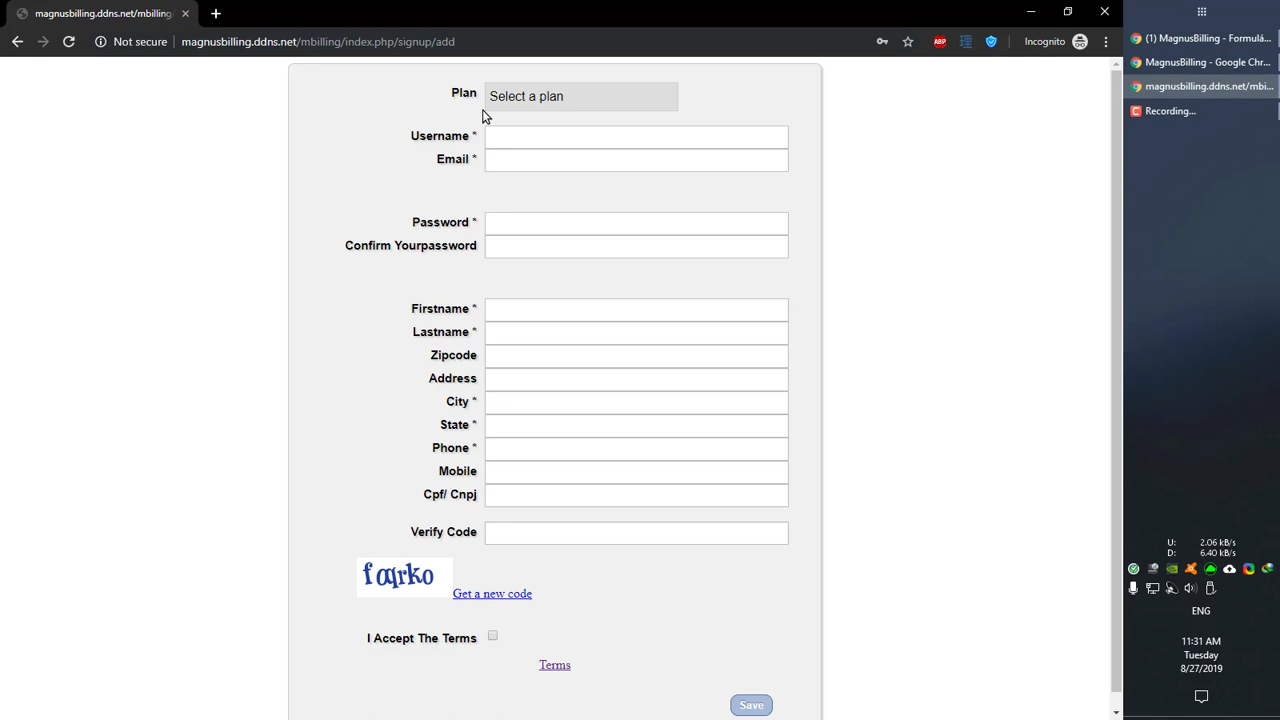 magnusbilling.ddns.net/mbilling
Not secure
magnusbilling.ddns.net/mbilling/index.php/signup/add
ABP
Incognito
(1) MagnusBilling - Formulá...
MagnusBilling - Google Chr...
magnusbilling.ddns.net/mbi...
Recording...
Plan
Select a plan
Username *
Email *
Password *
Confirm Yourpassword
Firstname *
Lastname *
Zipcode
Address
City *
State *
Phone *
Mobile
Cpf/ Cnpj
Verify Code
fqrko
Get a new code
I Accept The Terms
Terms
Save
U: 2.06 kB/s
D: 6.40 kB/s
ENG
11:31 AM
Tuesday
8/27/2019